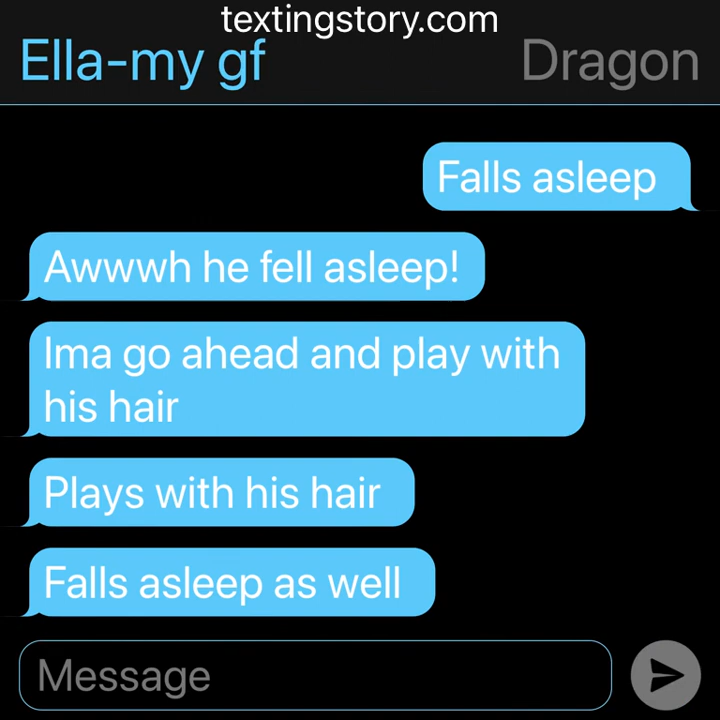 textingstory.com
Ella-my gf
Dragon
Falls asleep
Awwwh he fell asleep!
Ima go ahead and play with
his hair
Plays with his hair
Falls asleep as well
Message